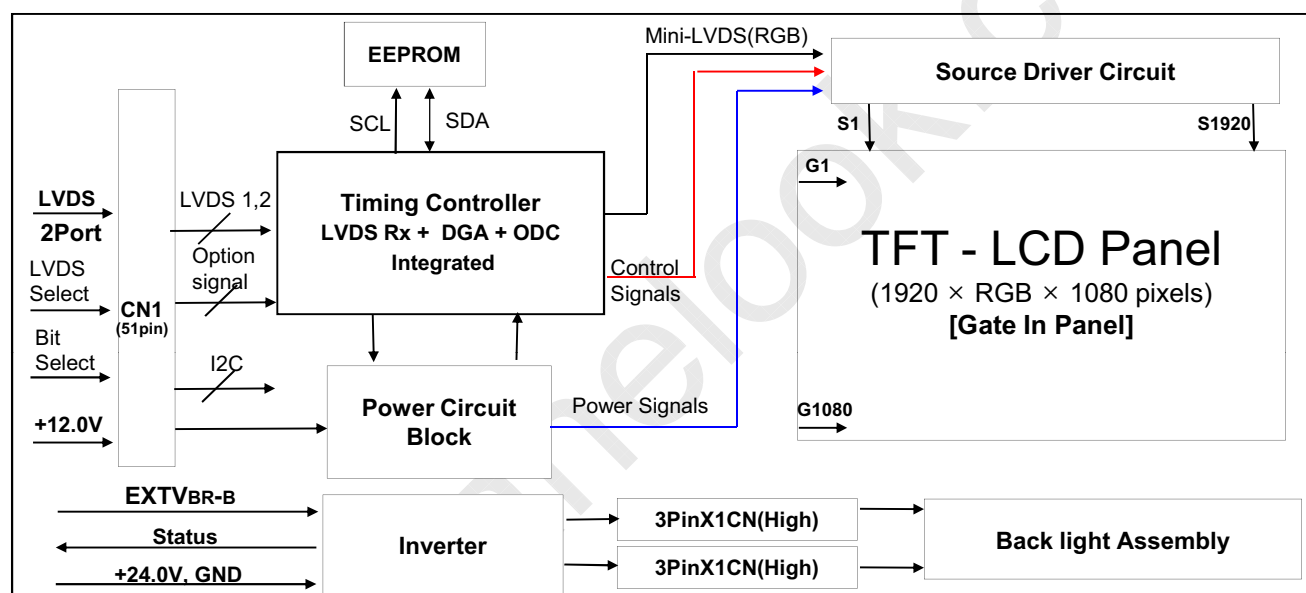 EEPROM
SCL
SDA
Mini-LVDS(RGB)
Source Driver Circuit
S1
S1920
LVDS
2Port
LVDS
Select
Bit
Select
+12.0V
CN1
(51pin)
LVDS 1,2
Option
signal
I2C
Timing Controller
LVDS Rx + DGA + ODC
Integrated
Control
Signals
Power Circuit
Block
Power Signals
G1
TFT - LCD Panel
(1920 × RGB × 1080 pixels)
[Gate In Panel]
G1080
EXTVBR-B
Status
+24.0V, GND
Inverter
3PinX1CN(High)
3PinX1CN(High)
Back light Assembly